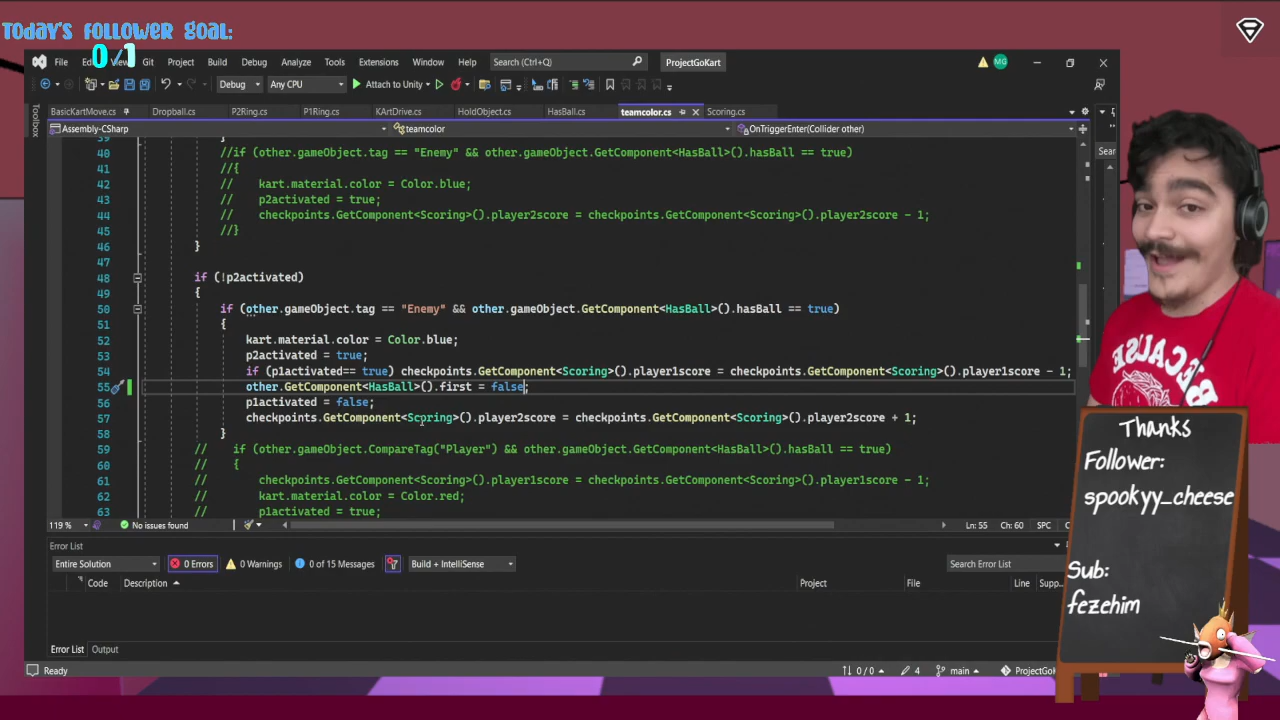 Today's follower goal:
0/1
File Edit View Git Project Build Debug Analyze Tools Extensions Window Help Search (Ctrl+Q) ProjectGoKart MG
Debug Any CPU Attach to Unity
BasicKartMove.cs Dropball.cs P2Ring.cs P1Ring.cs KArtDrive.cs HoldObject.cs HasBall.cs teamcolor.cs Scoring.cs
Toolbox
Assembly-CSharp teamcolor OnTriggerEnter(Collider other)
39 }
40 //if (other.gameObject.tag == "Enemy" && other.gameObject.GetComponent<HasBall>().hasBall == true)
41 //{
42 // kart.material.color = Color.blue;
43 // p2activated = true;
44 // checkpoints.GetComponent<Scoring>().player2score = checkpoints.GetComponent<Scoring>().player2score - 1;
45 //}
46 }
47
48 if (!p2activated)
49 {
50 if (other.gameObject.tag == "Enemy" && other.gameObject.GetComponent<HasBall>().hasBall == true)
51 {
52 kart.material.color = Color.blue;
53 p2activated = true;
54 if (p1activated== true) checkpoints.GetComponent<Scoring>().player1score = checkpoints.GetComponent<Scoring>().player1score - 1;
55 other.GetComponent<HasBall>().first = false;
56 p1activated = false;
57 checkpoints.GetComponent<Scoring>().player2score = checkpoints.GetComponent<Scoring>().player2score + 1;
58 }
59 // if (other.gameObject.CompareTag("Player") && other.gameObject.GetComponent<HasBall>().hasBall == true)
60 // {
61 // checkpoints.GetComponent<Scoring>().player1score = checkpoints.GetComponent<Scoring>().player1score - 1;
62 // kart.material.color = Color.red;
63 // p1activated = true;
119 % No issues found Ln: 55 Ch: 60 SPC
Error List
Entire Solution 0 Errors 0 Warnings 0 of 15 Messages Build + IntelliSense Search Error List
Code Description Project File Line Supp...
Error List Output
Ready 0/0 4 main ProjectGoKart
BECAUSE
Thanks
Follower:
spookyy_cheese
Sub:
fezehim